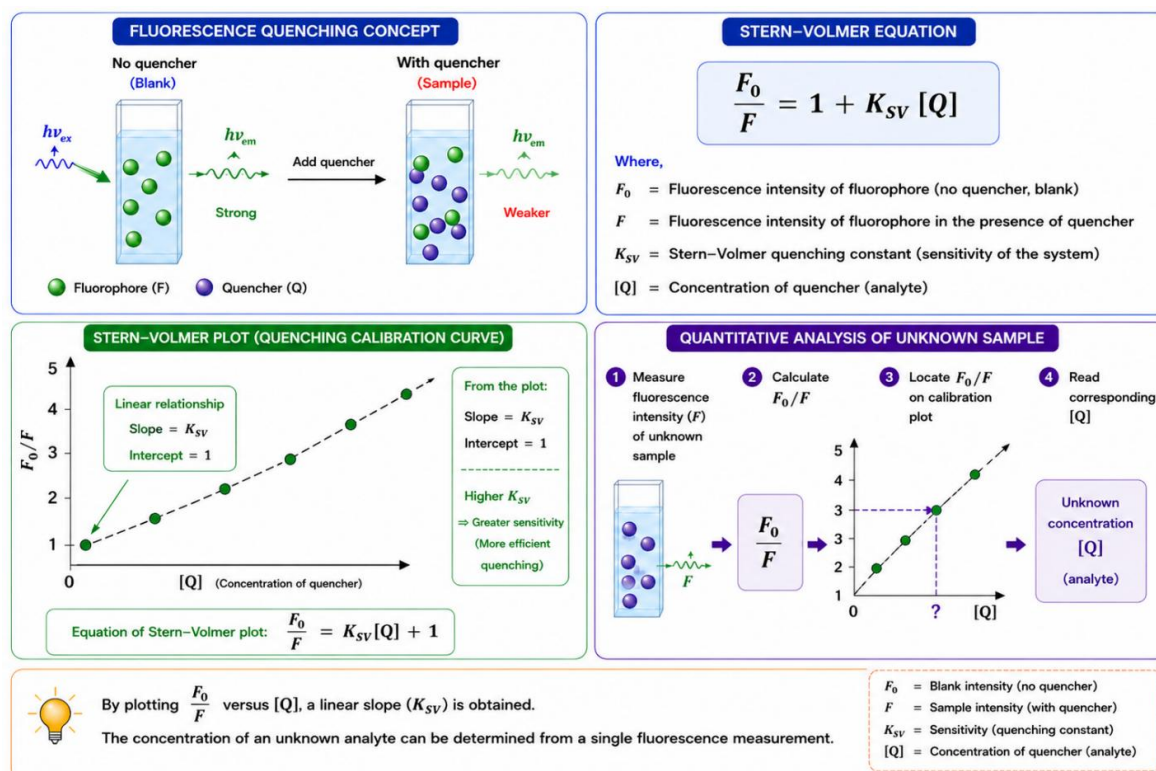 FLUORESCENCE QUENCHING CONCEPT
No quencher
(Blank)
With quencher
(Sample)
hν_ex
hν_em
Strong
Add quencher
hν_em
Weaker
Fluorophore (F)
Quencher (Q)
STERN–VOLMER EQUATION
F₀/F = 1 + K_SV [Q]
Where,
F₀ = Fluorescence intensity of fluorophore (no quencher, blank)
F = Fluorescence intensity of fluorophore in the presence of quencher
K_SV = Stern–Volmer quenching constant (sensitivity of the system)
[Q] = Concentration of quencher (analyte)
STERN–VOLMER PLOT (QUENCHING CALIBRATION CURVE)
5
4
3
2
1
0
F₀/F
Linear relationship
Slope = K_SV
Intercept = 1
[Q] (Concentration of quencher)
From the plot:
Slope = K_SV
Intercept = 1
Higher K_SV
⇒ Greater sensitivity
(More efficient
quenching)
Equation of Stern-Volmer plot: F₀/F = K_SV[Q] + 1
QUANTITATIVE ANALYSIS OF UNKNOWN SAMPLE
1 Measure
fluorescence
intensity (F)
of unknown
sample
2 Calculate
F₀/F
3 Locate F₀/F
on calibration
plot
4 Read
corresponding
[Q]
F
F₀/F
5
4
3
3
2
1
0
?
[Q]
Unknown
concentration
[Q]
(analyte)
By plotting F₀/F versus [Q], a linear slope (K_SV) is obtained.
The concentration of an unknown analyte can be determined from a single fluorescence measurement.
F₀ = Blank intensity (no quencher)
F = Sample intensity (with quencher)
K_SV = Sensitivity (quenching constant)
[Q] = Concentration of quencher (analyte)